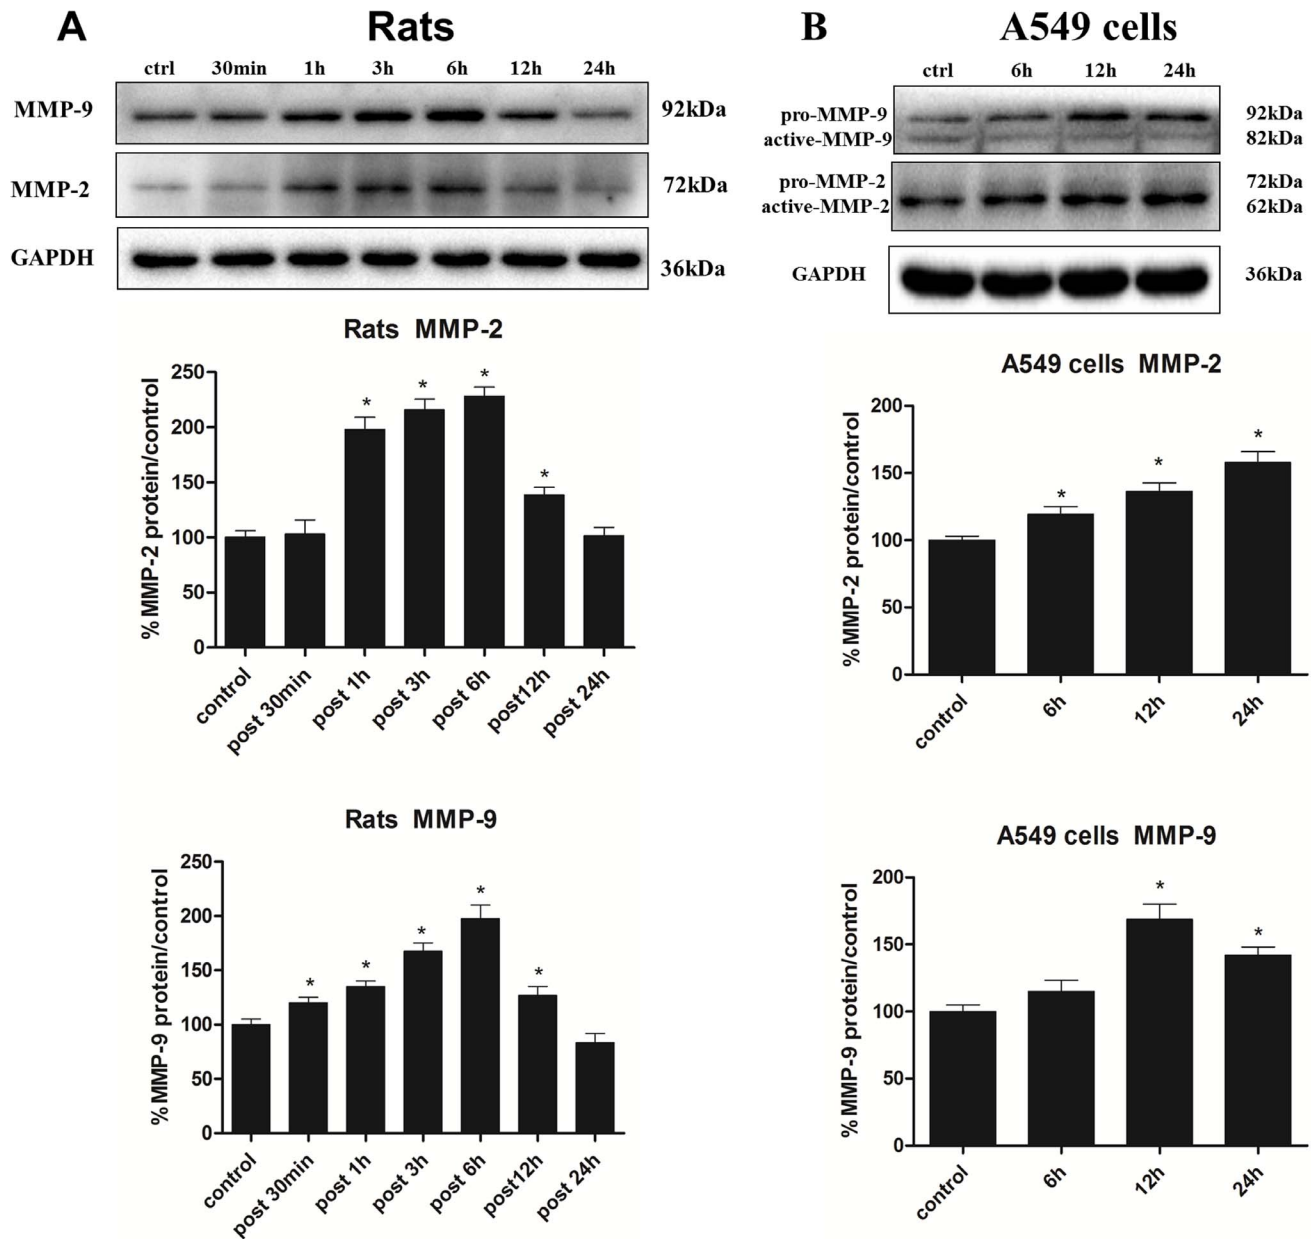 A Rats
ctrl 30min 1h 3h 6h 12h 24h
MMP-9 92kDa
MMP-2 72kDa
GAPDH 36kDa
Rats MMP-2
%MMP-2 protein/control
250
200
150
100
50
0
* * * *
control post 30min post 1h post 3h post 6h post12h post 24h
Rats MMP-9
%MMP-9 protein/control
250
200
150
100
50
0
* * * * *
control post 30min post 1h post 3h post 6h post12h post 24h
B A549 cells
ctrl 6h 12h 24h
pro-MMP-9 92kDa
active-MMP-9 82kDa
pro-MMP-2 72kDa
active-MMP-2 62kDa
GAPDH 36kDa
A549 cells MMP-2
%MMP-2 protein/control
200
150
100
50
0
* * *
control 6h 12h 24h
A549 cells MMP-9
%MMP-9 protein/control
200
150
100
50
0
* *
control 6h 12h 24h